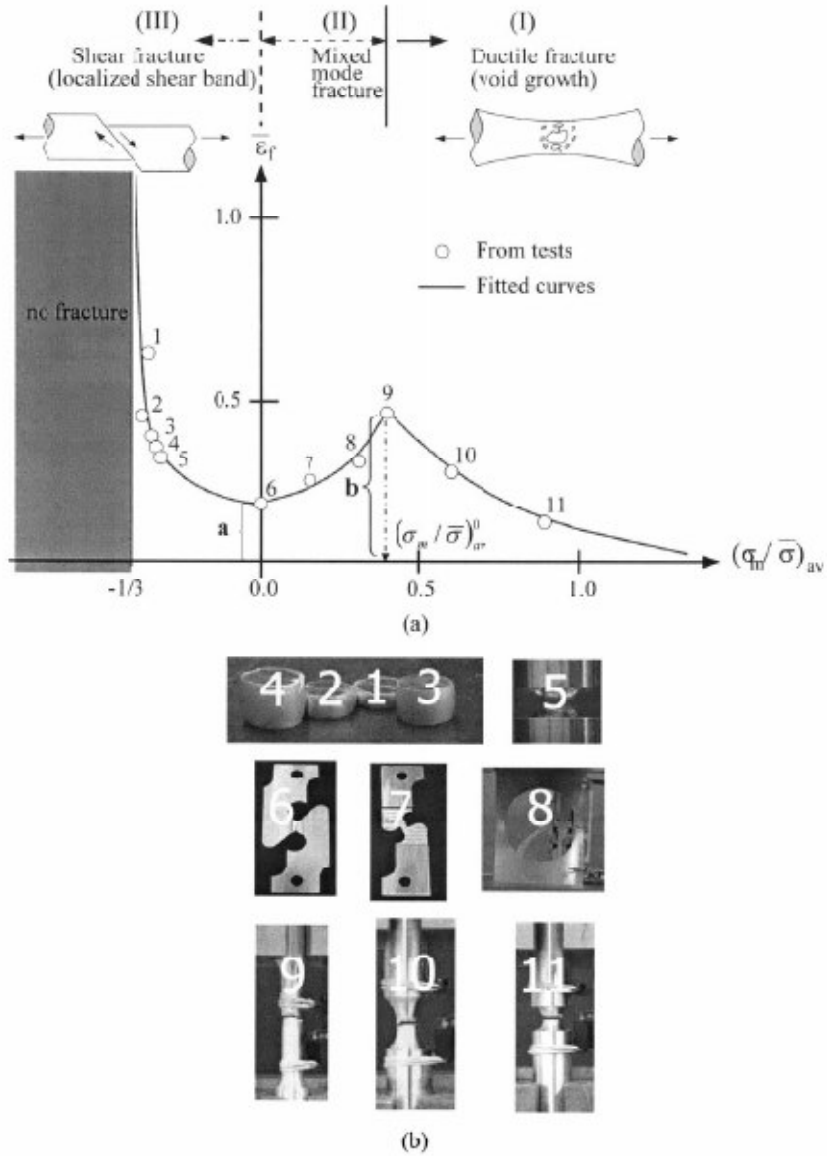 (III) (II) (I)
Shear fracture Mixed Ductile fracture
(localized shear band) mode (void growth)
fracture
ε̄f
1.0
From tests
Fitted curves
no fracture
1
0.5
9
2
3
4
5
8
10
7
6
b
11
a
(σm / σ̄)⁰av
(σm/ σ̄)av
-1/3 0.0 0.5 1.0
(a)
4 2 1 3 5
6 7 8
9 10 11
(b)